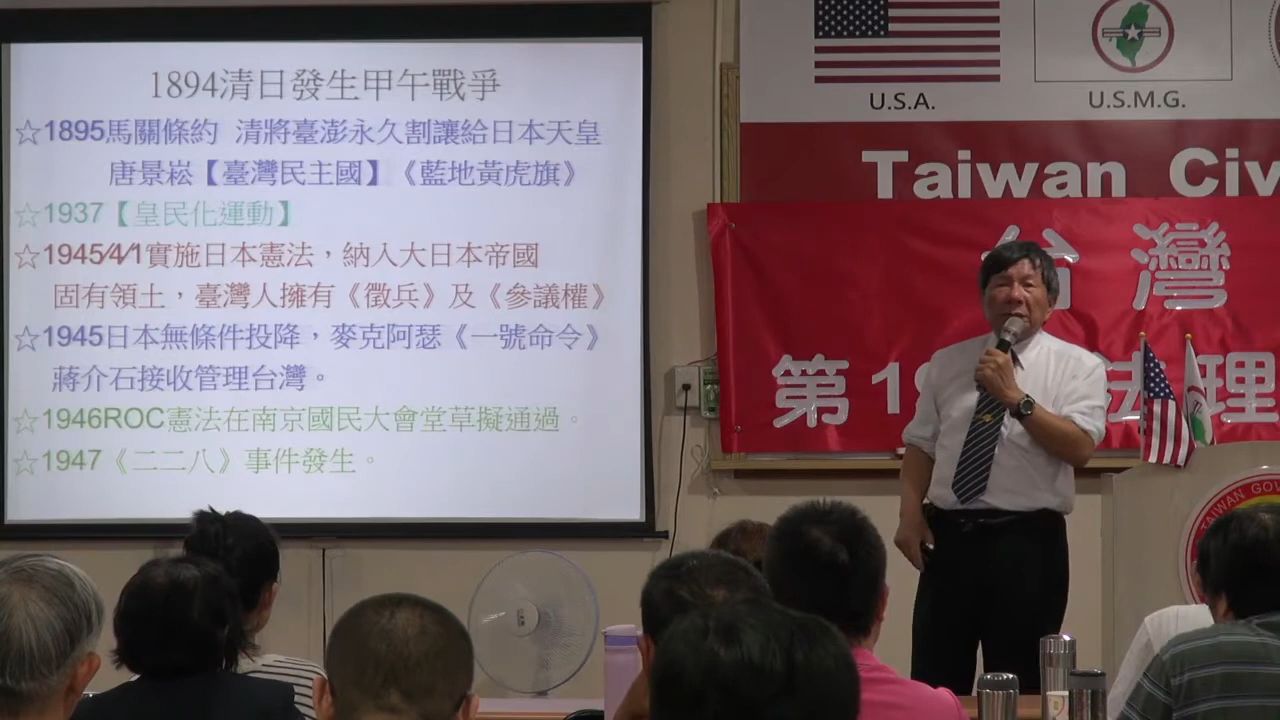 1894清日發生甲午戰爭
☆1895馬關條約 清將臺澎永久割讓給日本天皇
唐景崧【臺灣民主國】《藍地黃虎旗》
☆1937【皇民化運動】
☆1945/4/1實施日本憲法，納入大日本帝國
固有領土，臺灣人擁有《徵兵》及《參議權》
☆1945日本無條件投降，麥克阿瑟《一號命令》
蔣介石接收管理台灣。
☆1946ROC憲法在南京國民大會堂草擬通過。
☆1947《二二八》事件發生。
U.S.A.
U.S.M.G.
Taiwan Civ
台灣
第1 法理
TAIWAN GOV